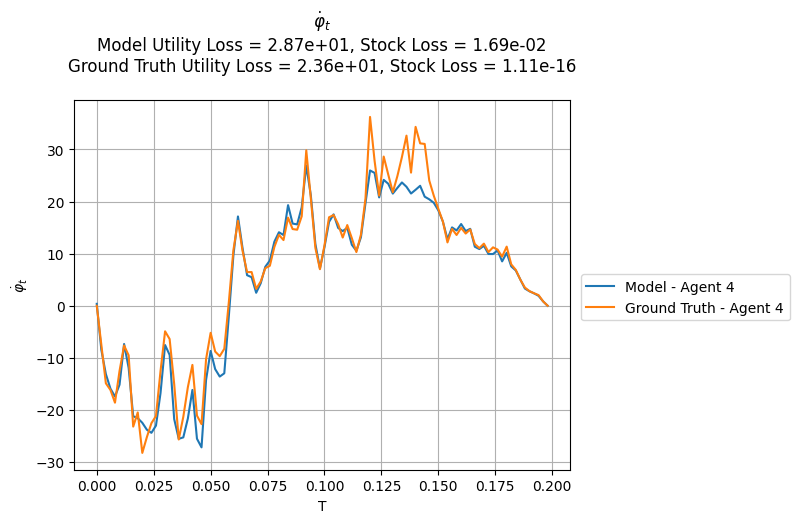 φ̇ₜ
Model Utility Loss = 2.87e+01, Stock Loss = 1.69e-02
Ground Truth Utility Loss = 2.36e+01, Stock Loss = 1.11e-16
φ̇ₜ
30
20
10
0
−10
−20
−30
0.000
0.025
0.050
0.075
0.100
0.125
0.150
0.175
0.200
T
Model - Agent 4
Ground Truth - Agent 4